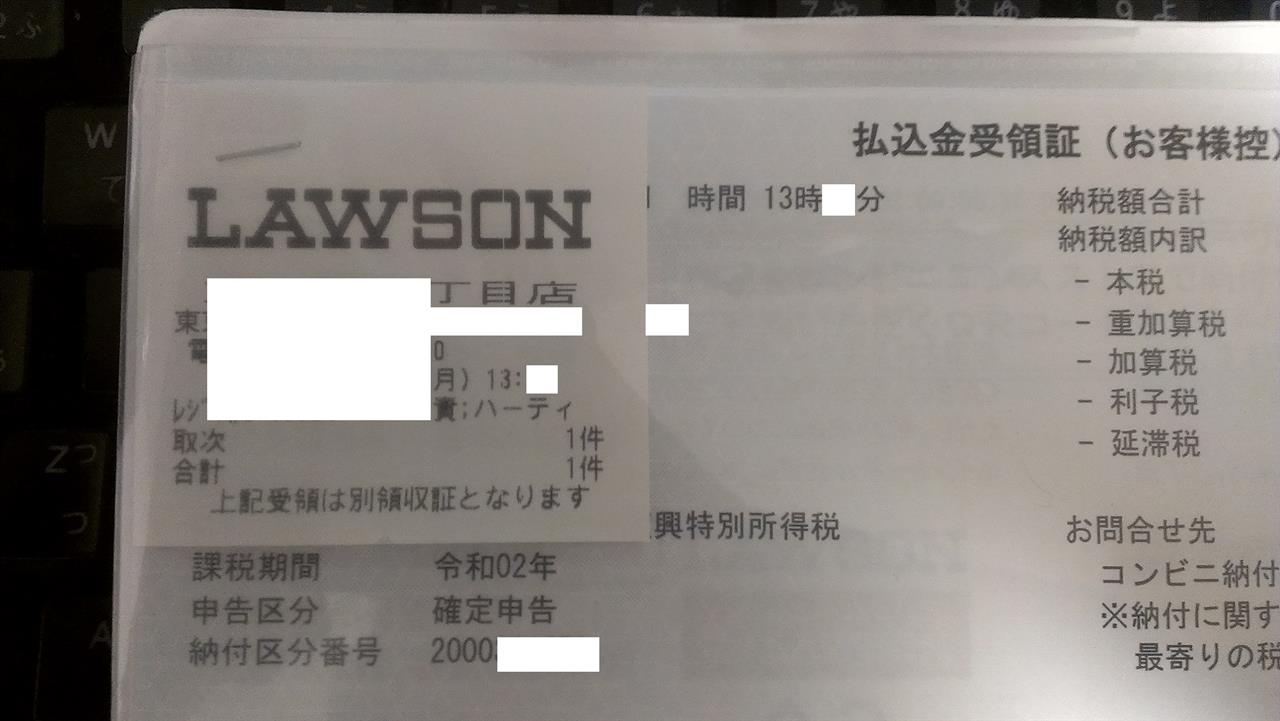 LAWSON
丁目店
東
電 0
月) 13:
レジ 責;ハーティ
取次 1件
合計 1件
上記受領は別領収証となります
払込金受領証（お客様控）
時間 13時 分
納税額合計
納税額内訳
- 本税
- 重加算税
- 加算税
- 利子税
- 延滞税
興特別所得税
課税期間 令和02年
申告区分 確定申告
納付区分番号 2000
お問合せ先
コンビニ納付
※納付に関す
最寄りの税
W
て
Z
つ
A